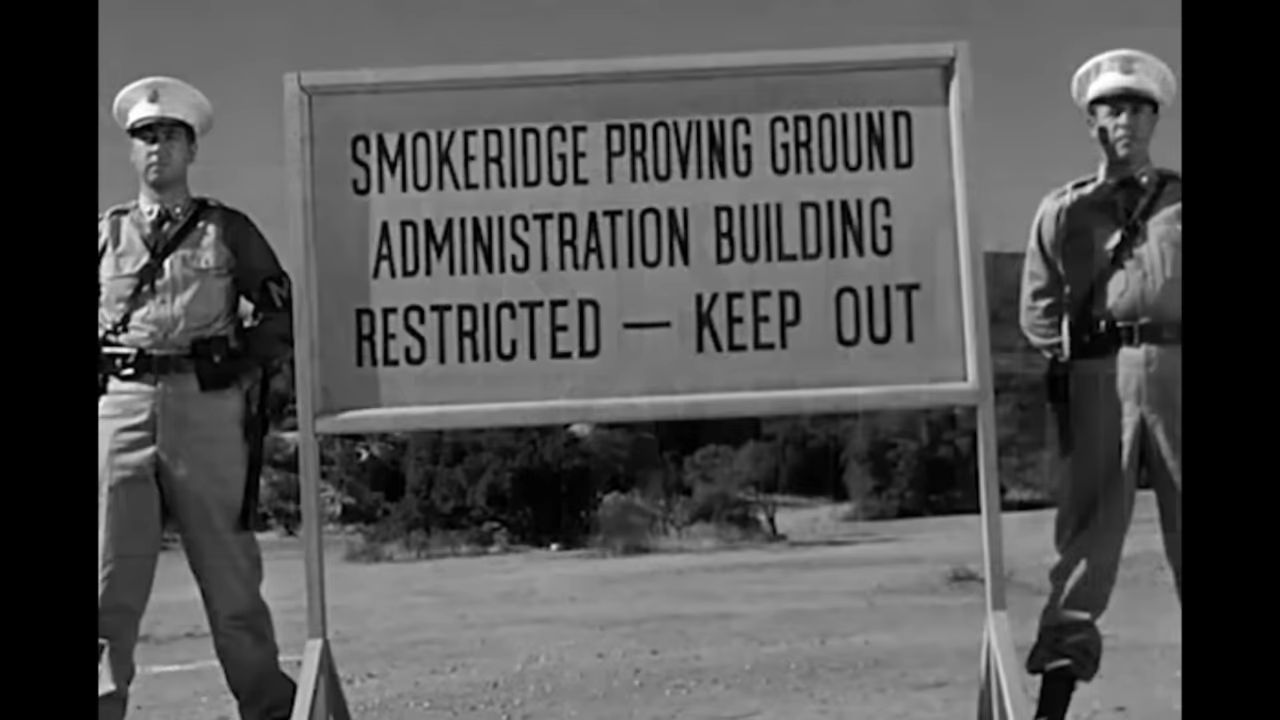 SMOKERIDGE PROVING GROUND
ADMINISTRATION BUILDING
RESTRICTED — KEEP OUT